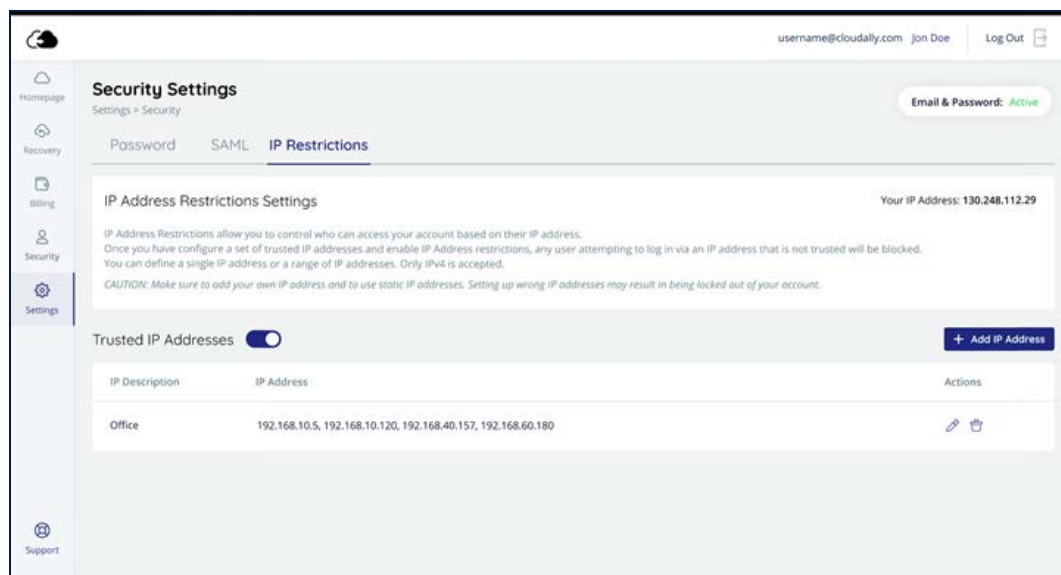 username@cloudally.com Jon Doe Log Out
Homepage
Recovery
Billing
Security
Settings
Support
Security Settings
Settings > Security
Email & Password: Active
Password SAML IP Restrictions
IP Address Restrictions Settings
Your IP Address: 130.248.112.29
IP Address Restrictions allow you to control who can access your account based on their IP address.
Once you have configure a set of trusted IP addresses and enable IP Address restrictions, any user attempting to log in via an IP address that is not trusted will be blocked.
You can define a single IP address or a range of IP addresses. Only IPv4 is accepted.
CAUTION: Make sure to add your own IP address and to use static IP addresses. Setting up wrong IP addresses may result in being locked out of your account.
Trusted IP Addresses
+ Add IP Address
IP Description IP Address Actions
Office 192.168.10.5, 192.168.10.120, 192.168.40.157, 192.168.60.180